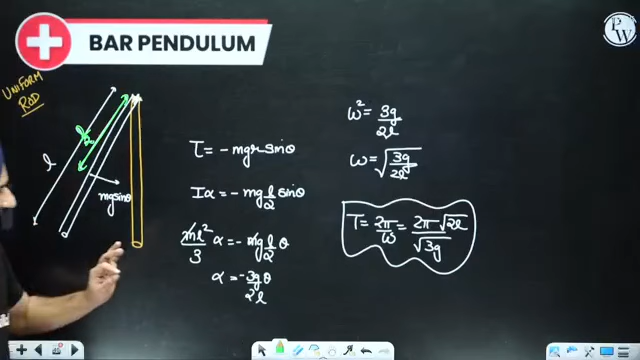 BAR PENDULUM
PW
UNIFORM
ROD
l
l/2
mgsinθ
τ = -mgr sinθ
Iα = -mg l/2 sinθ
ml²/3 α = -mg l/2 θ
α = -3g/2l θ
ω² = 3g/2l
ω = √(3g/2l)
T = 2π/ω = 2π√2l/√3g